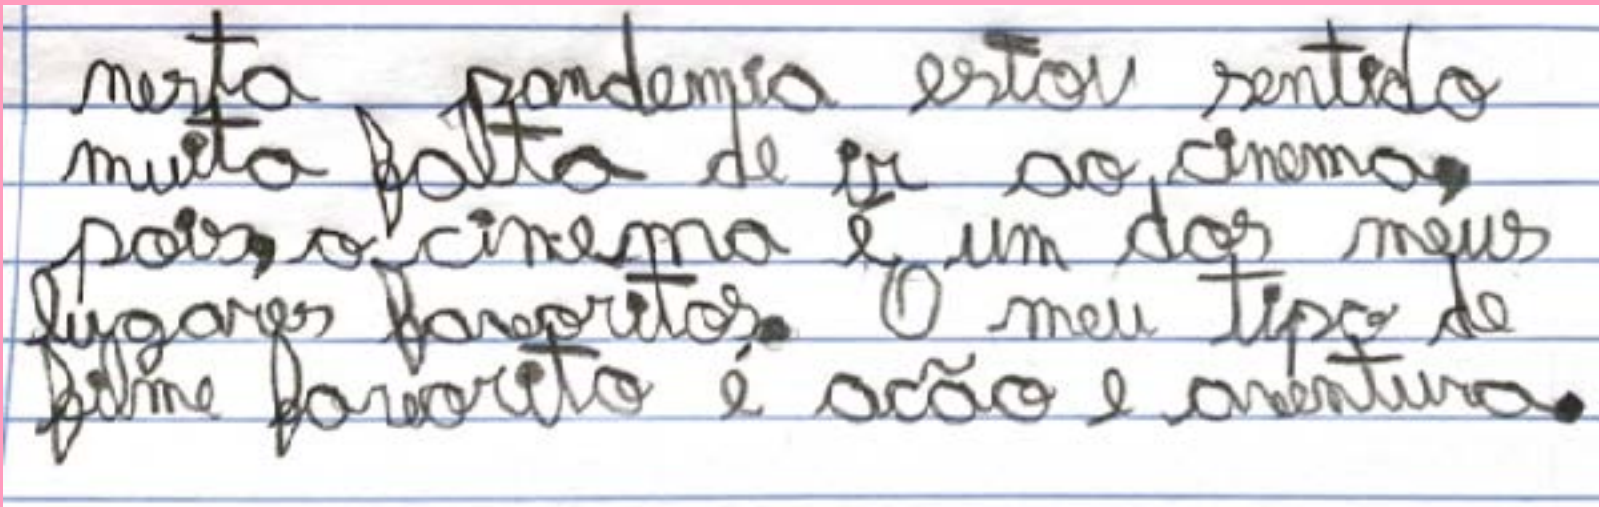 nesta pandemia estou sentido
muita falta de ir ao cinema,
pois, o cinema é um dos meus
lugares favoritos. O meu tipo de
filme favorito é acão e aventura.